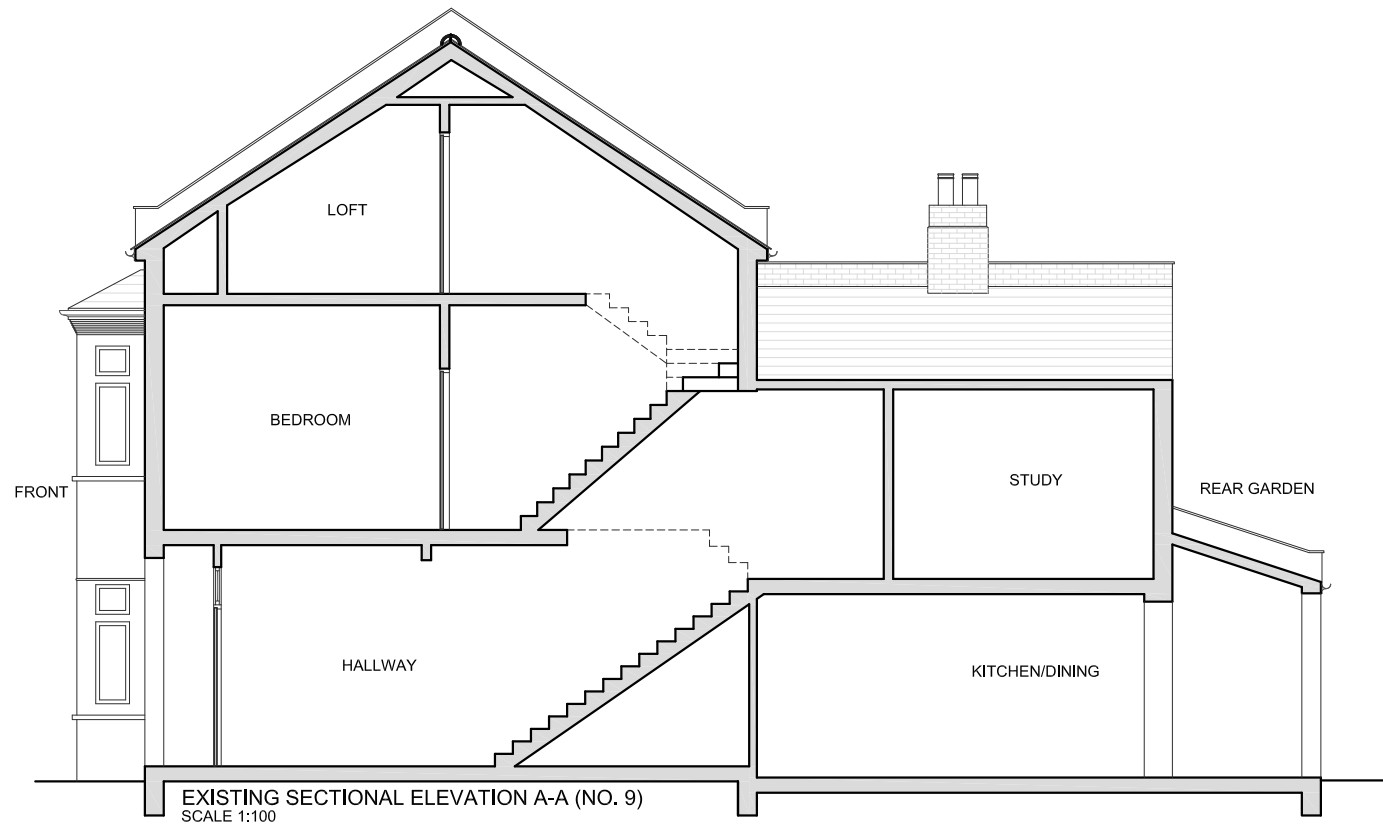 LOFT
BEDROOM
STUDY
FRONT
REAR GARDEN
HALLWAY
KITCHEN/DINING
EXISTING SECTIONAL ELEVATION A-A (NO. 9)
SCALE 1:100